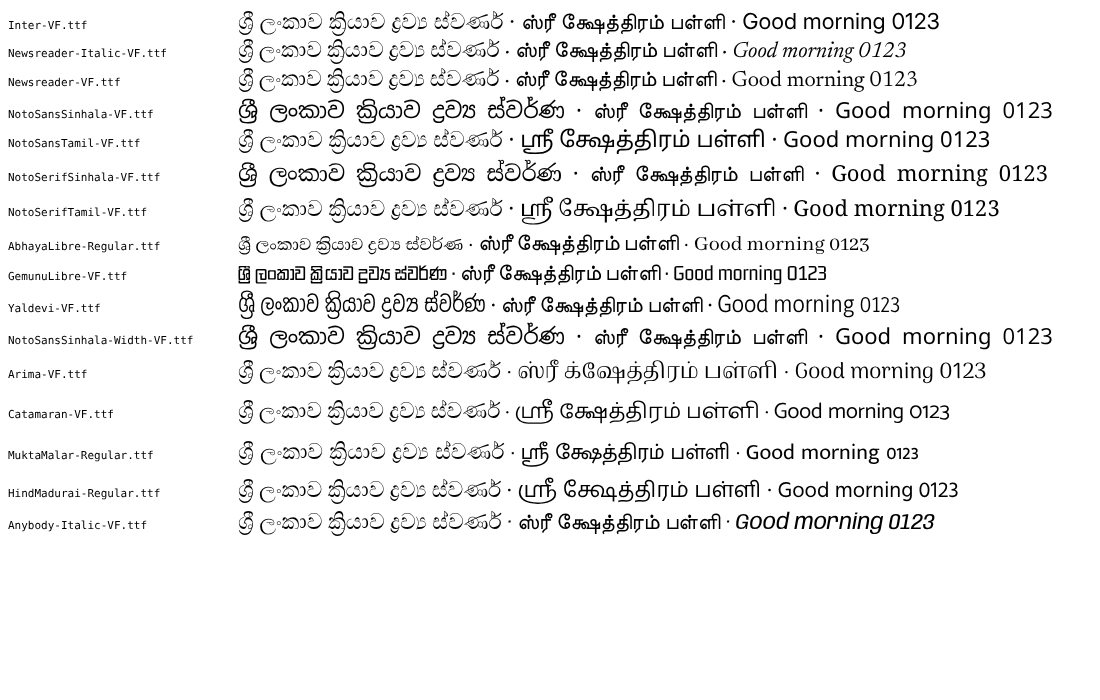 Inter-VF.ttf ශ්‍රී ලංකාව ක්‍රියාව ද්‍රව්‍ය ස්වර්ණ · ஸ்ரீ க்ஷேத்திரம் பள்ளி · Good morning 0123
Newsreader-Italic-VF.ttf ශ්‍රී ලංකාව ක්‍රියාව ද්‍රව්‍ය ස්වර්ණ · ஸ்ரீ க்ஷேத்திரம் பள்ளி · Good morning 0123
Newsreader-VF.ttf ශ්‍රී ලංකාව ක්‍රියාව ද්‍රව්‍ය ස්වර්ණ · ஸ்ரீ க்ஷேத்திரம் பள்ளி · Good morning 0123
NotoSansSinhala-VF.ttf ශ්‍රී ලංකාව ක්‍රියාව ද්‍රව්‍ය ස්වර්ණ · ஸ்ரீ க்ஷேத்திரம் பள்ளி · Good morning 0123
NotoSansTamil-VF.ttf ශ්‍රී ලංකාව ක්‍රියාව ද්‍රව්‍ය ස්වර්ණ · ஸ்ரீ க்ஷேத்திரம் பள்ளி · Good morning 0123
NotoSerifSinhala-VF.ttf ශ්‍රී ලංකාව ක්‍රියාව ද්‍රව්‍ය ස්වර්ණ · ஸ்ரீ க்ஷேத்திரம் பள்ளி · Good morning 0123
NotoSerifTamil-VF.ttf ශ්‍රී ලංකාව ක්‍රියාව ද්‍රව්‍ය ස්වර්ණ · ஸ்ரீ க்ஷேத்திரம் பள்ளி · Good morning 0123
AbhayaLibre-Regular.ttf ශ්‍රී ලංකාව ක්‍රියාව ද්‍රව්‍ය ස්වර්ණ · ஸ்ரீ க்ஷேத்திரம் பள்ளி · Good morning 0123
GemunuLibre-VF.ttf ශ්‍රී ලංකාව ක්‍රියාව ද්‍රව්‍ය ස්වර්ණ · ஸ்ரீ க்ஷேத்திரம் பள்ளி · Good morning 0123
Yaldevi-VF.ttf ශ්‍රී ලංකාව ක්‍රියාව ද්‍රව්‍ය ස්වර්ණ · ஸ்ரீ க்ஷேத்திரம் பள்ளி · Good morning 0123
NotoSansSinhala-Width-VF.ttf ශ්‍රී ලංකාව ක්‍රියාව ද්‍රව්‍ය ස්වර්ණ · ஸ்ரீ க்ஷேத்திரம் பள்ளி · Good morning 0123
Arima-VF.ttf ශ්‍රී ලංකාව ක්‍රියාව ද්‍රව්‍ය ස්වර්ණ · ஸ்ரீ க்ஷேத்திரம் பள்ளி · Good morning 0123
Catamaran-VF.ttf ශ්‍රී ලංකාව ක්‍රියාව ද්‍රව්‍ය ස්වර්ණ · ஸ்ரீ க்ஷேத்திரம் பள்ளி · Good morning 0123
MuktaMalar-Regular.ttf ශ්‍රී ලංකාව ක්‍රියාව ද්‍රව්‍ය ස්වර්ණ · ஸ்ரீ க்ஷேத்திரம் பள்ளி · Good morning 0123
HindMadurai-Regular.ttf ශ්‍රී ලංකාව ක්‍රියාව ද්‍රව්‍ය ස්වර්ණ · ஸ்ரீ க்ஷேத்திரம் பள்ளி · Good morning 0123
Anybody-Italic-VF.ttf ශ්‍රී ලංකාව ක්‍රියාව ද්‍රව්‍ය ස්වර්ණ · ஸ்ரீ க்ஷேத்திரம் பள்ளி · Good morning 0123